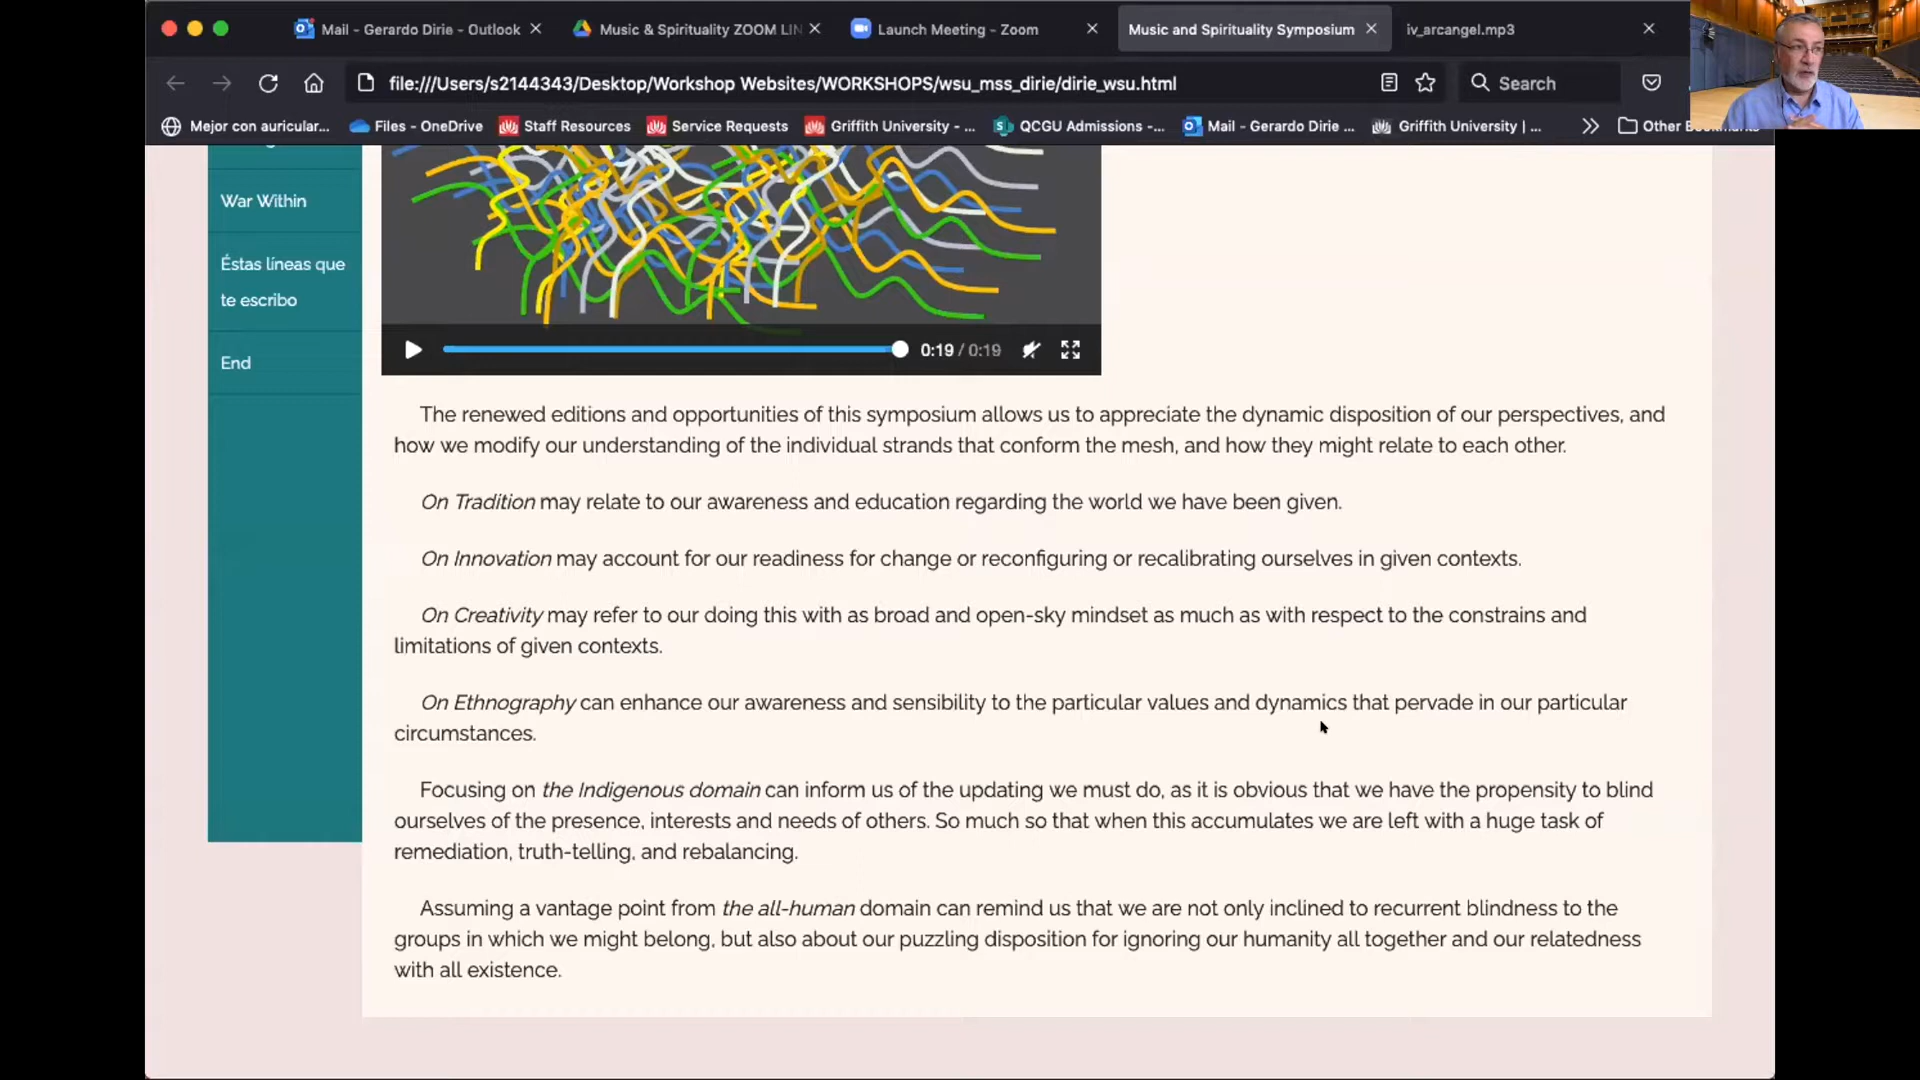 Mail - Gerardo Dirie - Outlook
Music & Spirituality ZOOM LIN
Launch Meeting - Zoom
Music and Spirituality Symposium
iv_arcangel.mp3
file:///Users/s2144343/Desktop/Workshop Websites/WORKSHOPS/wsu_mss_dirie/dirie_wsu.html
Search
Mejor con auricular...
Files - OneDrive
Staff Resources
Service Requests
Griffith University - ...
QCGU Admissions -...
Mail - Gerardo Dirie ...
Griffith University | ...
Other
War Within
Éstas líneas que
te escribo
End
0:19 / 0:19
The renewed editions and opportunities of this symposium allows us to appreciate the dynamic disposition of our perspectives, and
how we modify our understanding of the individual strands that conform the mesh, and how they might relate to each other.
On Tradition may relate to our awareness and education regarding the world we have been given.
On Innovation may account for our readiness for change or reconfiguring or recalibrating ourselves in given contexts.
On Creativity may refer to our doing this with as broad and open-sky mindset as much as with respect to the constrains and
limitations of given contexts.
On Ethnography can enhance our awareness and sensibility to the particular values and dynamics that pervade in our particular
circumstances.
Focusing on the Indigenous domain can inform us of the updating we must do, as it is obvious that we have the propensity to blind
ourselves of the presence, interests and needs of others. So much so that when this accumulates we are left with a huge task of
remediation, truth-telling, and rebalancing.
Assuming a vantage point from the all-human domain can remind us that we are not only inclined to recurrent blindness to the
groups in which we might belong, but also about our puzzling disposition for ignoring our humanity all together and our relatedness
with all existence.